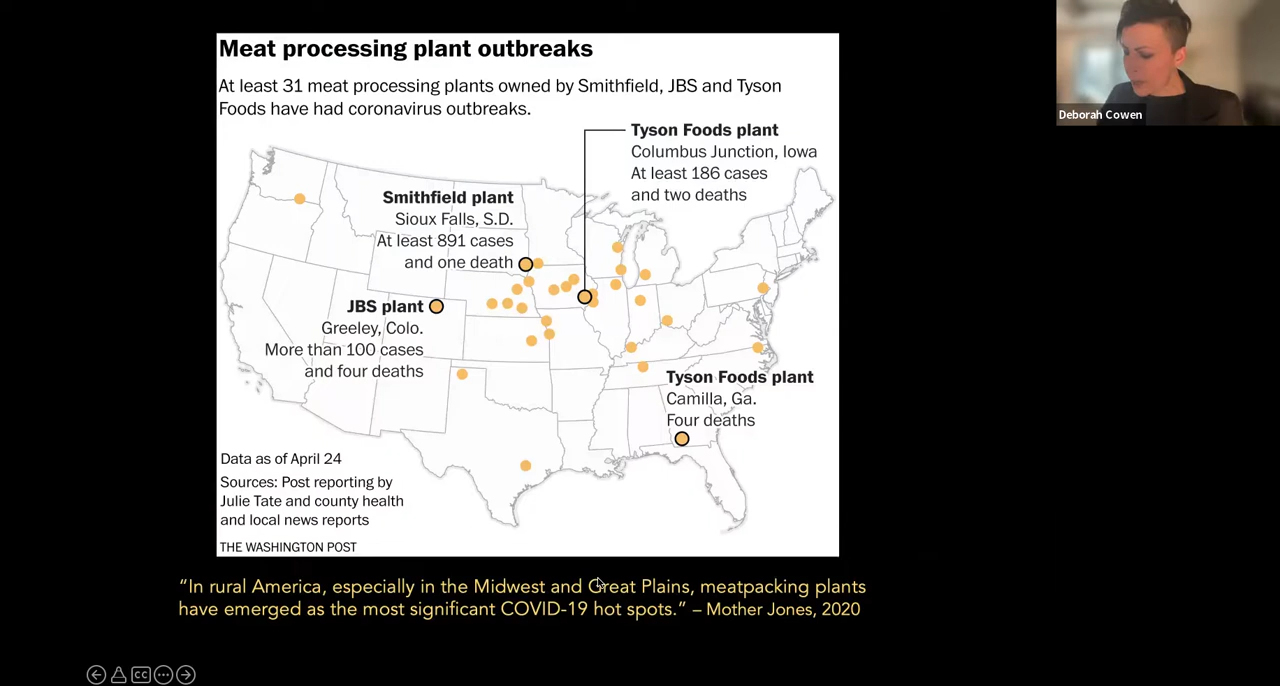 Meat processing plant outbreaks
At least 31 meat processing plants owned by Smithfield, JBS and Tyson
Foods have had coronavirus outbreaks.
Tyson Foods plant
Columbus Junction, Iowa
At least 186 cases
and two deaths
Smithfield plant
Sioux Falls, S.D.
At least 891 cases
and one death
JBS plant
Greeley, Colo.
More than 100 cases
and four deaths
Tyson Foods plant
Camilla, Ga.
Four deaths
Data as of April 24
Sources: Post reporting by
Julie Tate and county health
and local news reports
THE WASHINGTON POST
“In rural America, especially in the Midwest and Great Plains, meatpacking plants
have emerged as the most significant COVID-19 hot spots.” – Mother Jones, 2020
Deborah Cowen
CC